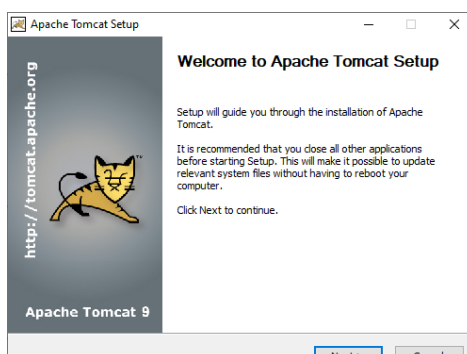 Apache Tomcat Setup
http://tomcat.apache.org
Welcome to Apache Tomcat Setup
Setup will guide you through the installation of Apache
Tomcat.
It is recommended that you close all other applications
before starting Setup. This will make it possible to update
relevant system files without having to reboot your
computer.
Click Next to continue.
Apache Tomcat 9